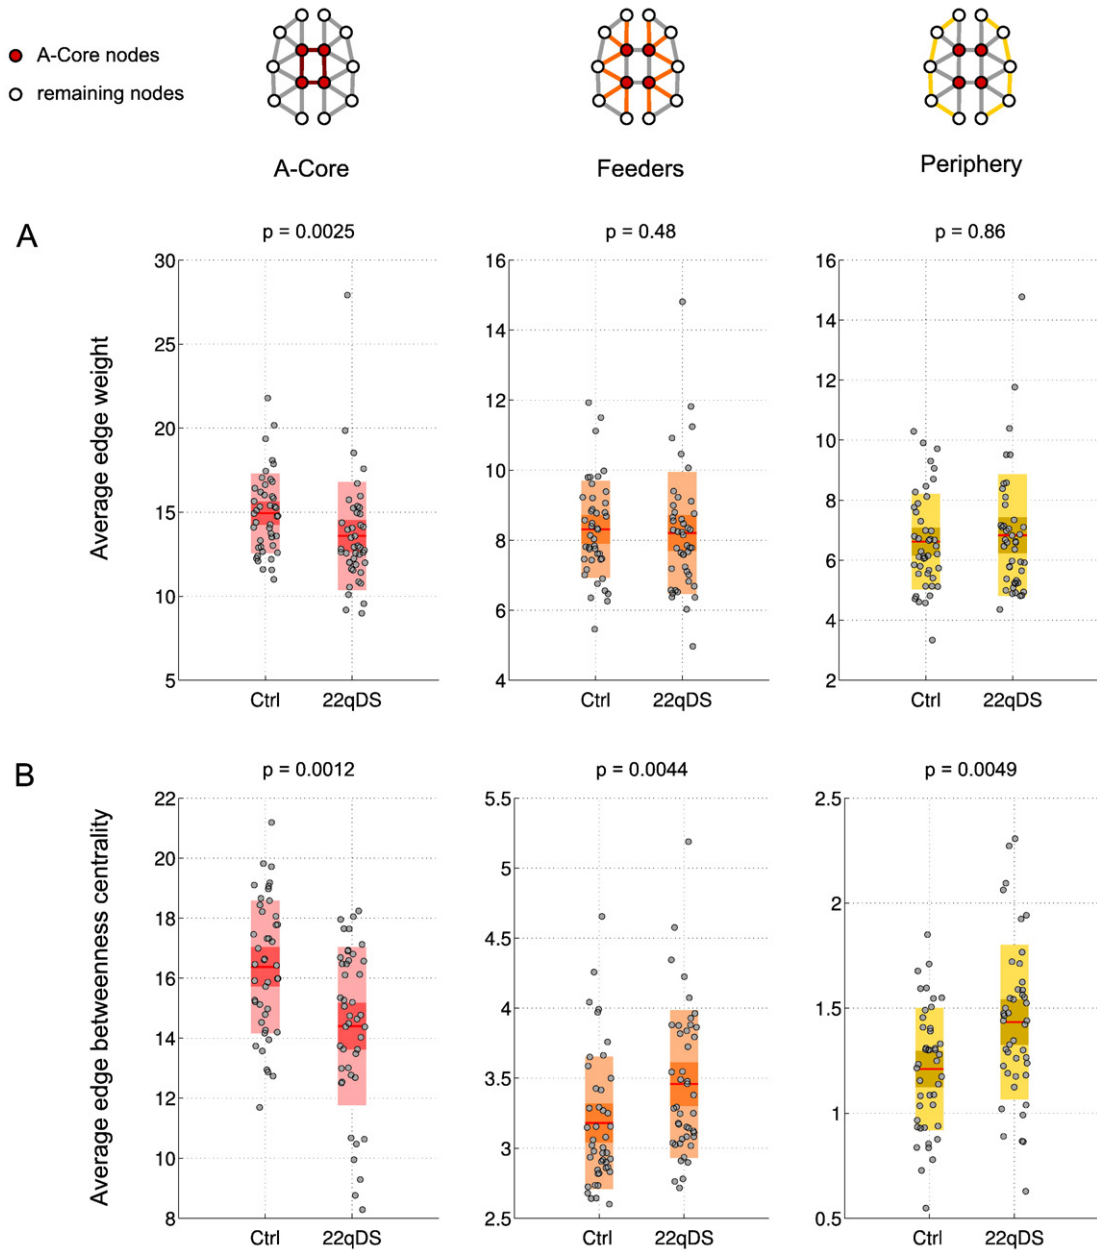 A-Core nodes
remaining nodes
A-Core
Feeders
Periphery
A
p = 0.0025
p = 0.48
p = 0.86
Average edge weight
30
25
20
15
10
5
Ctrl
22qDS
16
14
12
10
8
6
4
Ctrl
22qDS
16
14
12
10
8
6
4
2
Ctrl
22qDS
B
p = 0.0012
p = 0.0044
p = 0.0049
Average edge betweenness centrality
22
20
18
16
14
12
10
8
Ctrl
22qDS
5.5
5
4.5
4
3.5
3
2.5
Ctrl
22qDS
2.5
2
1.5
1
0.5
Ctrl
22qDS